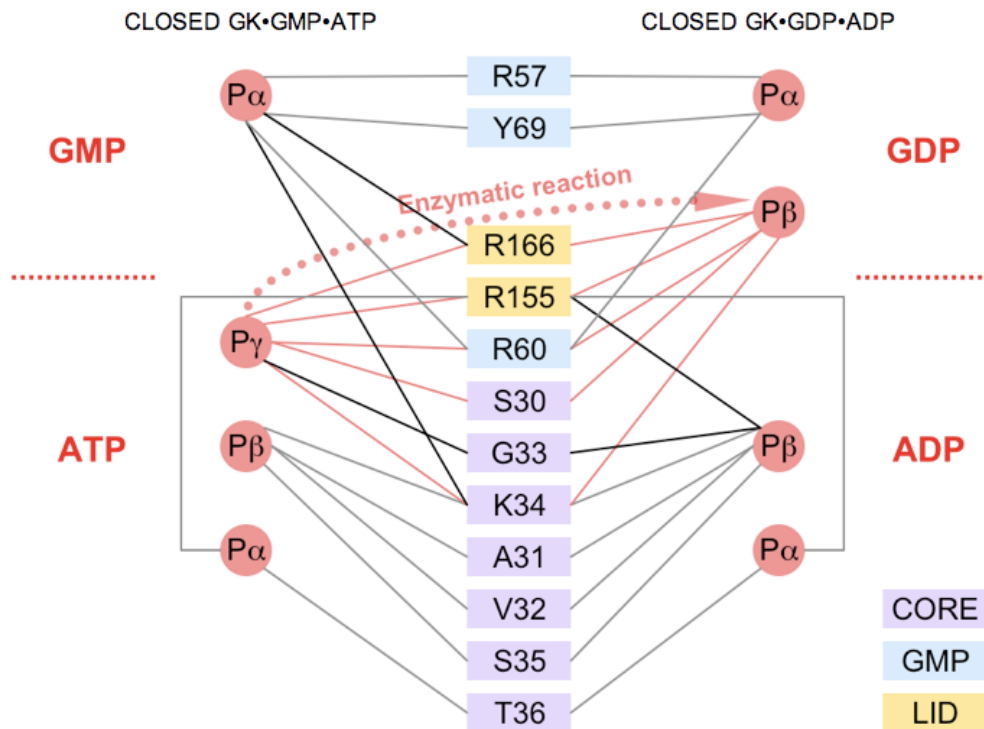 CLOSED GK•GMP•ATP
CLOSED GK•GDP•ADP
Pα
R57
Pα
Y69
GMP
GDP
Enzymatic reaction
Pβ
R166
R155
Pγ
R60
S30
ATP
Pβ
G33
Pβ
ADP
K34
Pα
A31
Pα
V32
CORE
S35
GMP
T36
LID